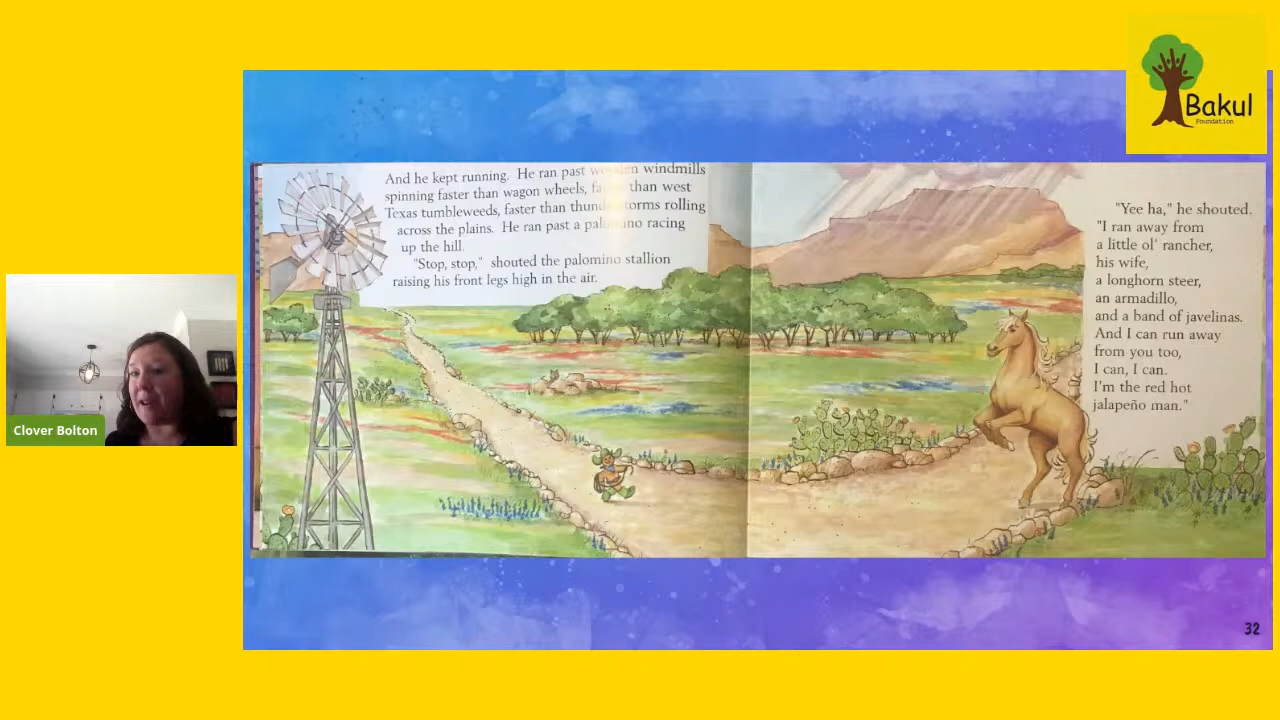 Bakul
Foundation
And he kept running. He ran past wooden windmills
spinning faster than wagon wheels, faster than west
Texas tumbleweeds, faster than thunderstorms rolling
across the plains. He ran past a palomino racing
up the hill.
"Stop, stop," shouted the palomino stallion
raising his front legs high in the air.
"Yee ha," he shouted.
"I ran away from
a little ol' rancher,
his wife,
a longhorn steer,
an armadillo,
and a band of javelinas.
And I can run away
from you too,
I can, I can.
I'm the red hot
jalapeño man."
Clover Bolton
32